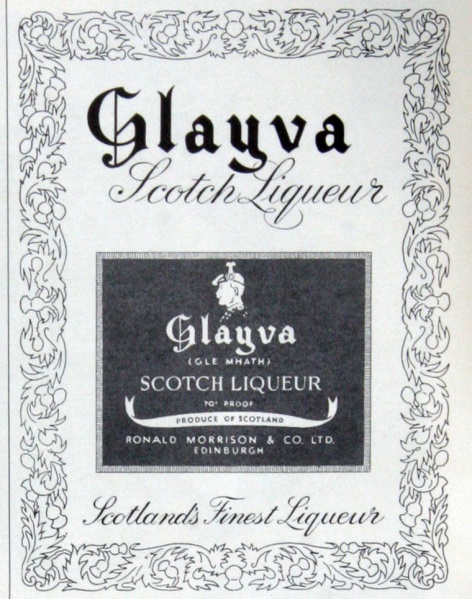 Glayva
Scotch Liqueur
Glayva
(GLE MHATH)
SCOTCH LIQUEUR
70° PROOF
PRODUCE OF SCOTLAND
RONALD MORRISON & CO. LTD.
EDINBURGH
Scotland's Finest Liqueur